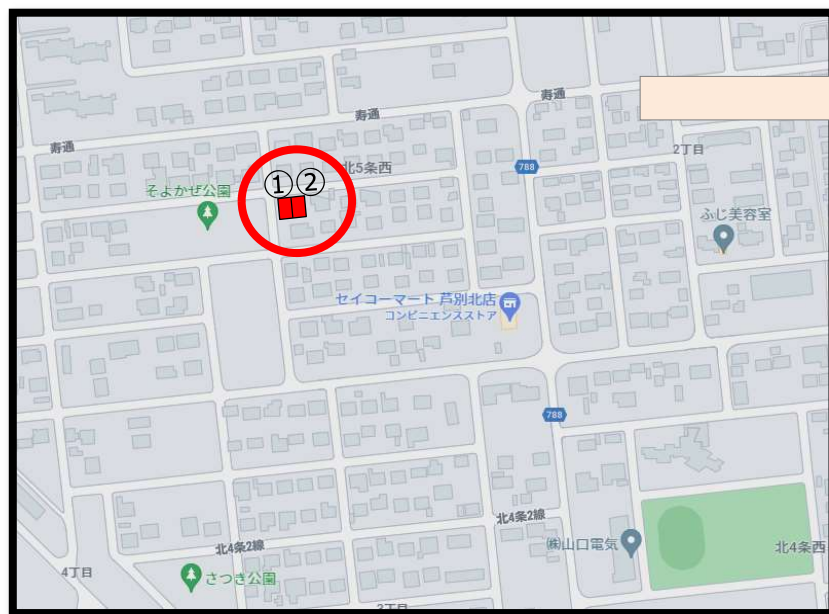 寿通
寿通
2丁目
寿通
北5条西
788
①②
そよかぜ公園
ふじ美容室
セイコーマート 芦別北店
コンビニエンスストア
788
北4条2線
㈱山口電気
北4条西
北4条2線
4丁目
さつき公園
3丁目